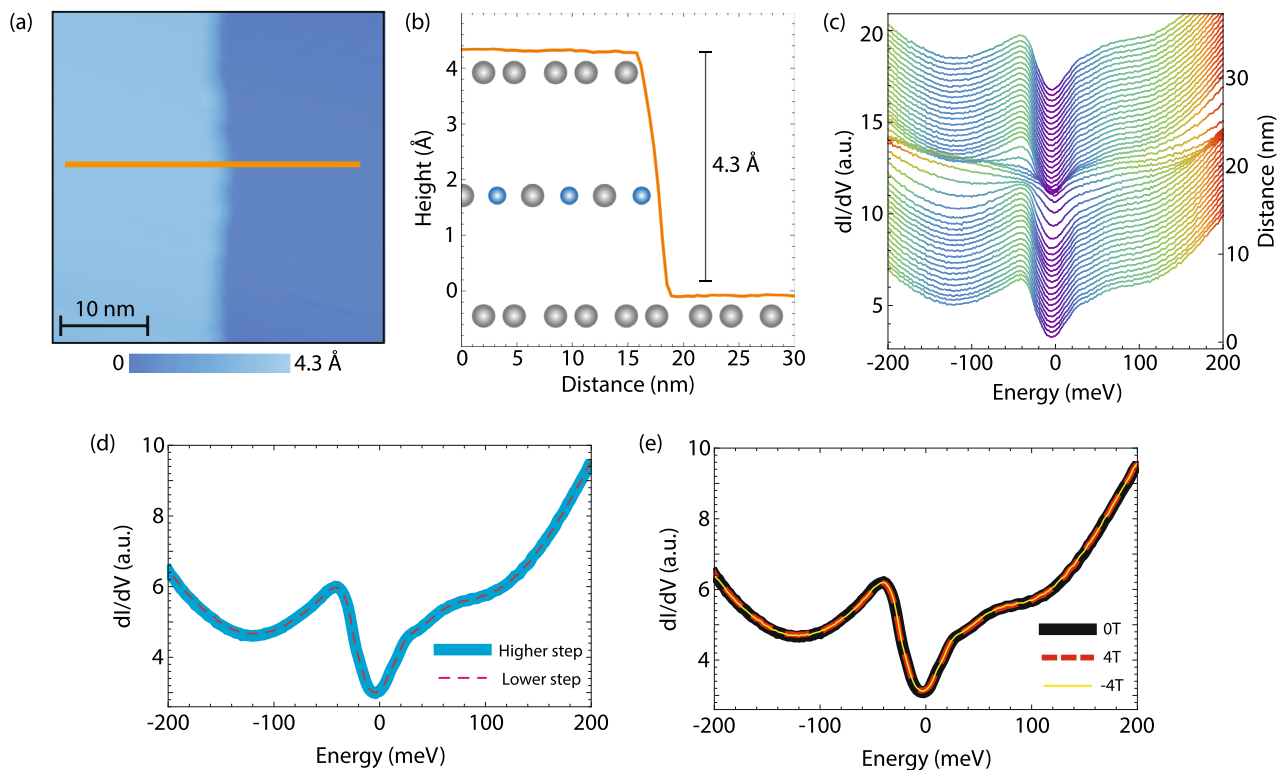 (a)
10 nm
0
4.3 Å
(b)
Height (Å)
4
3
2
1
0
4.3 Å
0
5
10
15
20
25
30
Distance (nm)
(c)
dI/dV (a.u.)
20
15
10
5
30
20
10
0
Distance (nm)
-200
-100
0
100
200
Energy (meV)
(d)
dI/dV (a.u.)
10
8
6
4
Higher step
Lower step
-200
-100
0
100
200
Energy (meV)
(e)
dI/dV (a.u.)
10
8
6
4
0T
4T
-4T
-200
-100
0
100
200
Energy (meV)